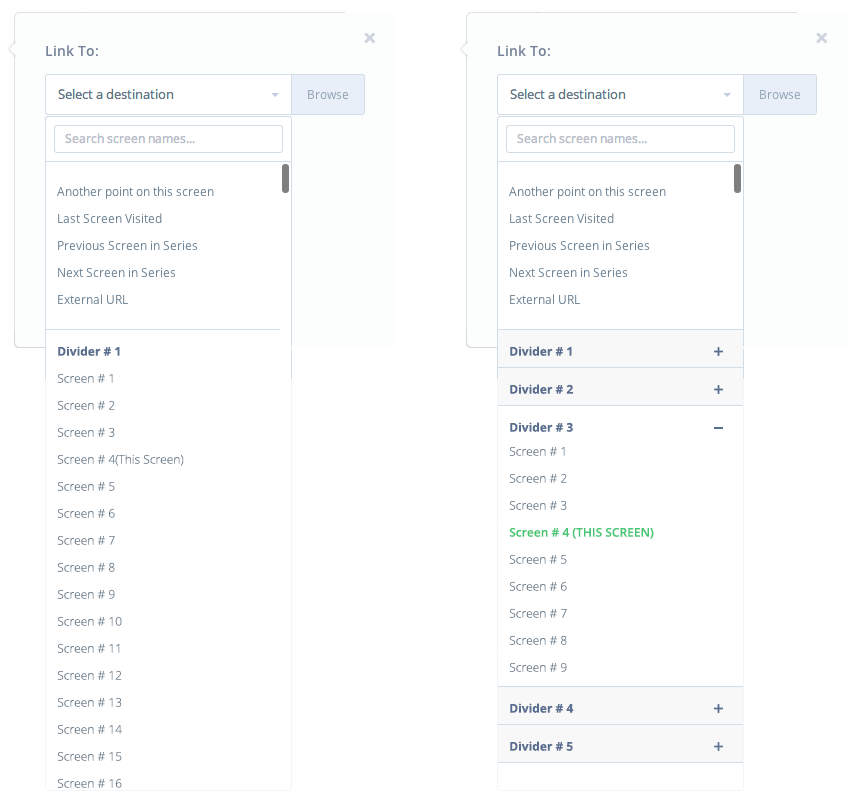 Link To:
Select a destination
Browse
Search screen names...
Another point on this screen
Last Screen Visited
Previous Screen in Series
Next Screen in Series
External URL
Divider # 1
Screen # 1
Screen # 2
Screen # 3
Screen # 4(This Screen)
Screen # 5
Screen # 6
Screen # 7
Screen # 8
Screen # 9
Screen # 10
Screen # 11
Screen # 12
Screen # 13
Screen # 14
Screen # 15
Screen # 16
Link To:
Select a destination
Browse
Search screen names...
Another point on this screen
Last Screen Visited
Previous Screen in Series
Next Screen in Series
External URL
Divider # 1
Divider # 2
Divider # 3
Screen # 1
Screen # 2
Screen # 3
Screen # 4 (THIS SCREEN)
Screen # 5
Screen # 6
Screen # 7
Screen # 8
Screen # 9
Divider # 4
Divider # 5